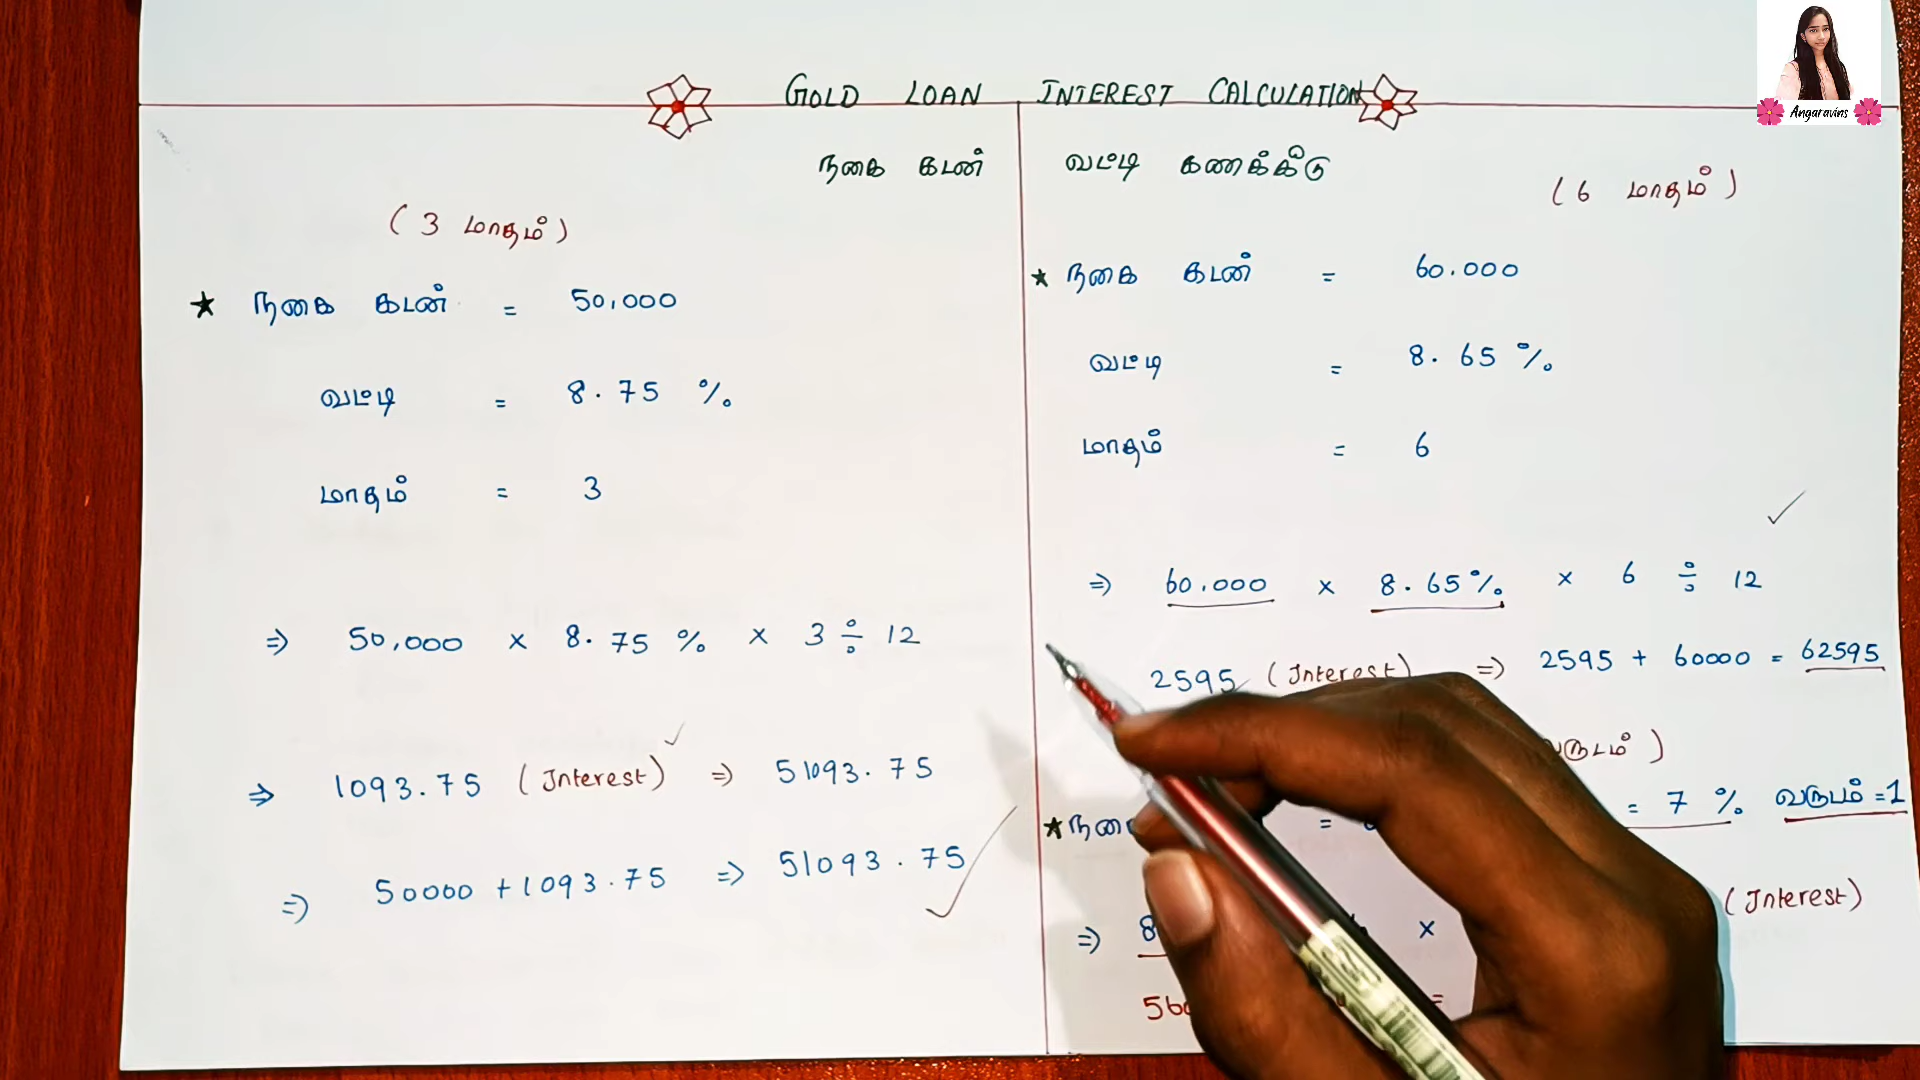 GOLD LOAN INTEREST CALCULATION
Angaravins
நகை கடன் வட்டி கணக்கீடு
( 3 மாதம் )
★ நகை கடன் = 50,000
வட்டி = 8.75 %
மாதம் = 3
⇒ 50,000 × 8.75 % × 3 ÷ 12
⇒ 1093.75 (Interest) ⇒ 51093.75
⇒ 50000 + 1093.75 ⇒ 51093.75
( 6 மாதம் )
★ நகை கடன் = 60.000
வட்டி = 8.65 %
மாதம் = 6
⇒ 60.000 × 8.65% × 6 ÷ 12
2595 (Interest) ⇒ 2595 + 60000 = 62595
)
★ = = 7 % வருடம் = 1
⇒ × (Interest)
=